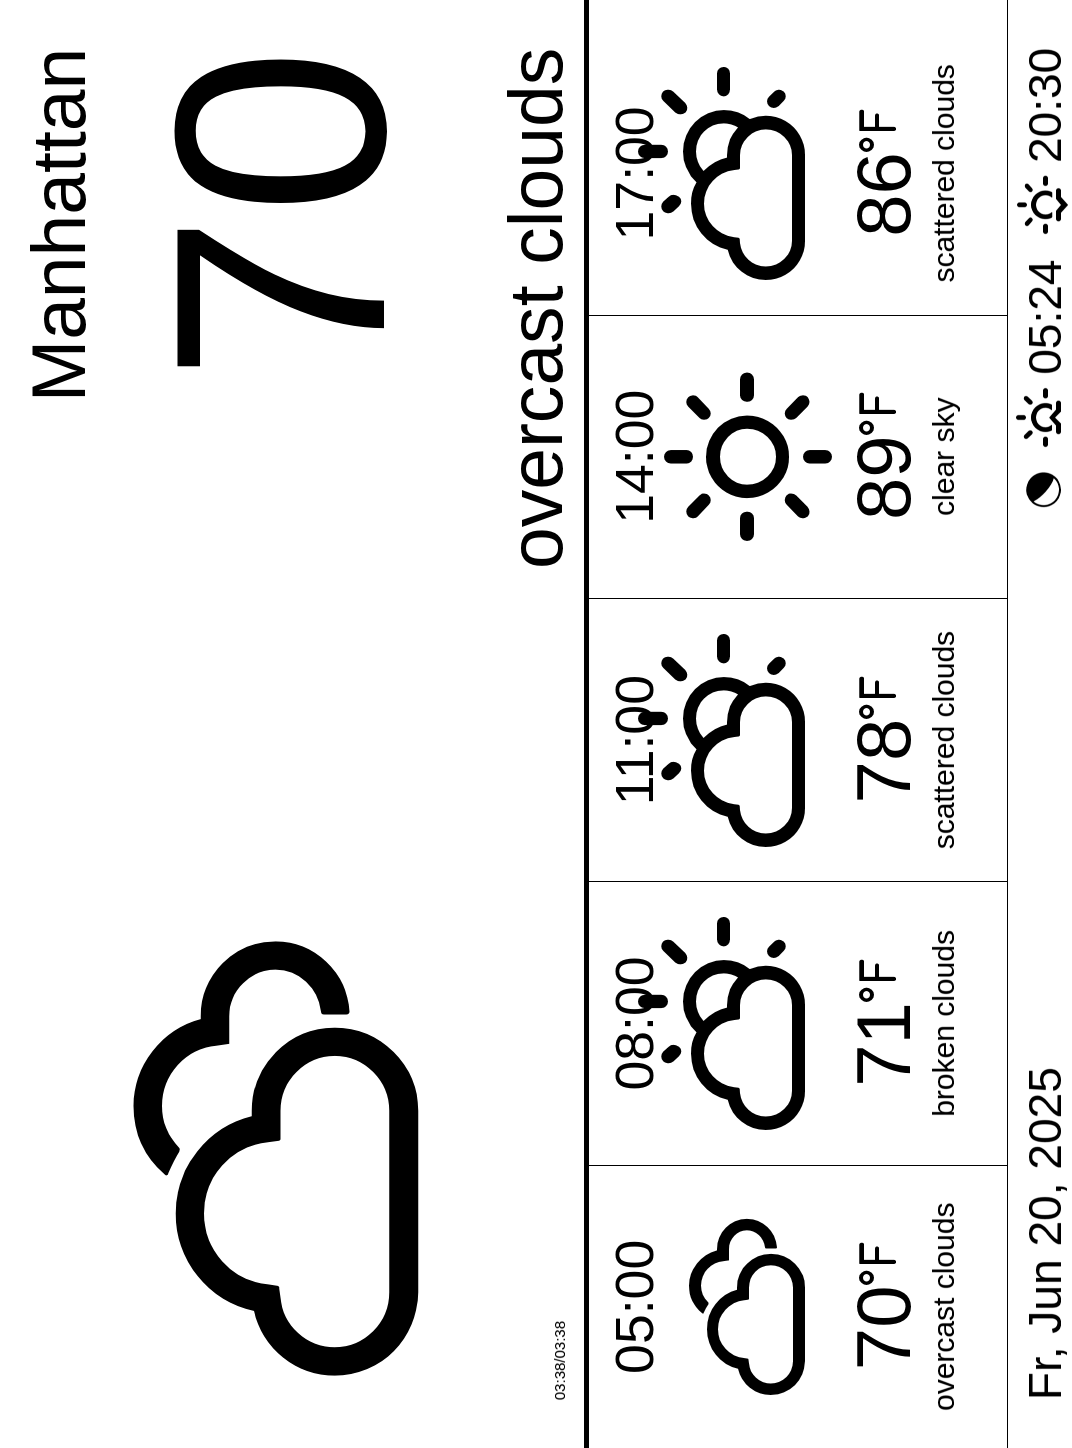 Manhattan
70
overcast clouds
03:38/03:38
05:00
70°F
overcast clouds
08:00
71°F
broken clouds
11:00
78°F
scattered clouds
14:00
89°F
clear sky
17:00
86°F
scattered clouds
Fr, Jun 20, 2025
05:24 20:30